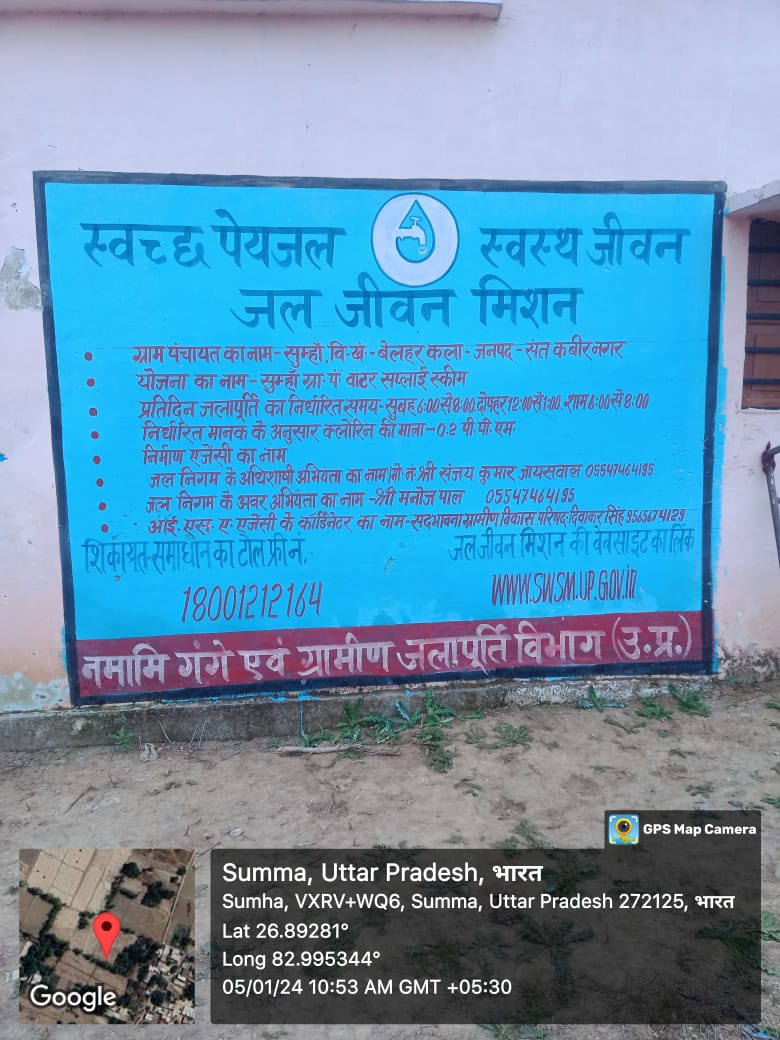 स्वच्छ पेयजल स्वस्थ जीवन
जल जीवन मिशन
• ग्राम पंचायत का नाम - सुम्हाँ, वि. खं - बेलहर कला - जनपद - संत कबीर नगर
• योजना का नाम - सुम्हाँ ग्रा. पं वाटर सप्लाई स्कीम
• प्रतिदिन जलापूर्ति का निर्धारित समय - सुबह 6:00 से 8:00. दोपहर 12:00 से 1:00. शाम 6:00 से 8:00
• निर्धारित मानक के अनुसार क्लोरिन की मात्रा - 0.2 पी. पी. एम.
• निर्माण एजेंसी का नाम
जल निगम के अधिशाषी अभियंता का नाम/मो. नं. श्री संजय कुमार जायसवाल 05547464195
• जल निगम के अवर अभियंता का नाम - श्री मनोज पाल 05547464195
• आई. एस. ए. एजेंसी के कॉर्डिनेटर का नाम - सदभावना ग्रामीण विकास परिषद: दिवाकर सिंह 9565674129
शिकायत-समाधान का टोल फ्री नं. जल जीवन मिशन की वेबसाइट का लिंक
18001212164 WWW.SWSM.UP.GOV.in
नमामि गंगे एवं ग्रामीण जलापूर्ति विभाग (उ.प्र.)
GPS Map Camera
Summa, Uttar Pradesh, भारत
Sumha, VXRV+WQ6, Summa, Uttar Pradesh 272125, भारत
Lat 26.89281°
Long 82.995344°
05/01/24 10:53 AM GMT +05:30
Google